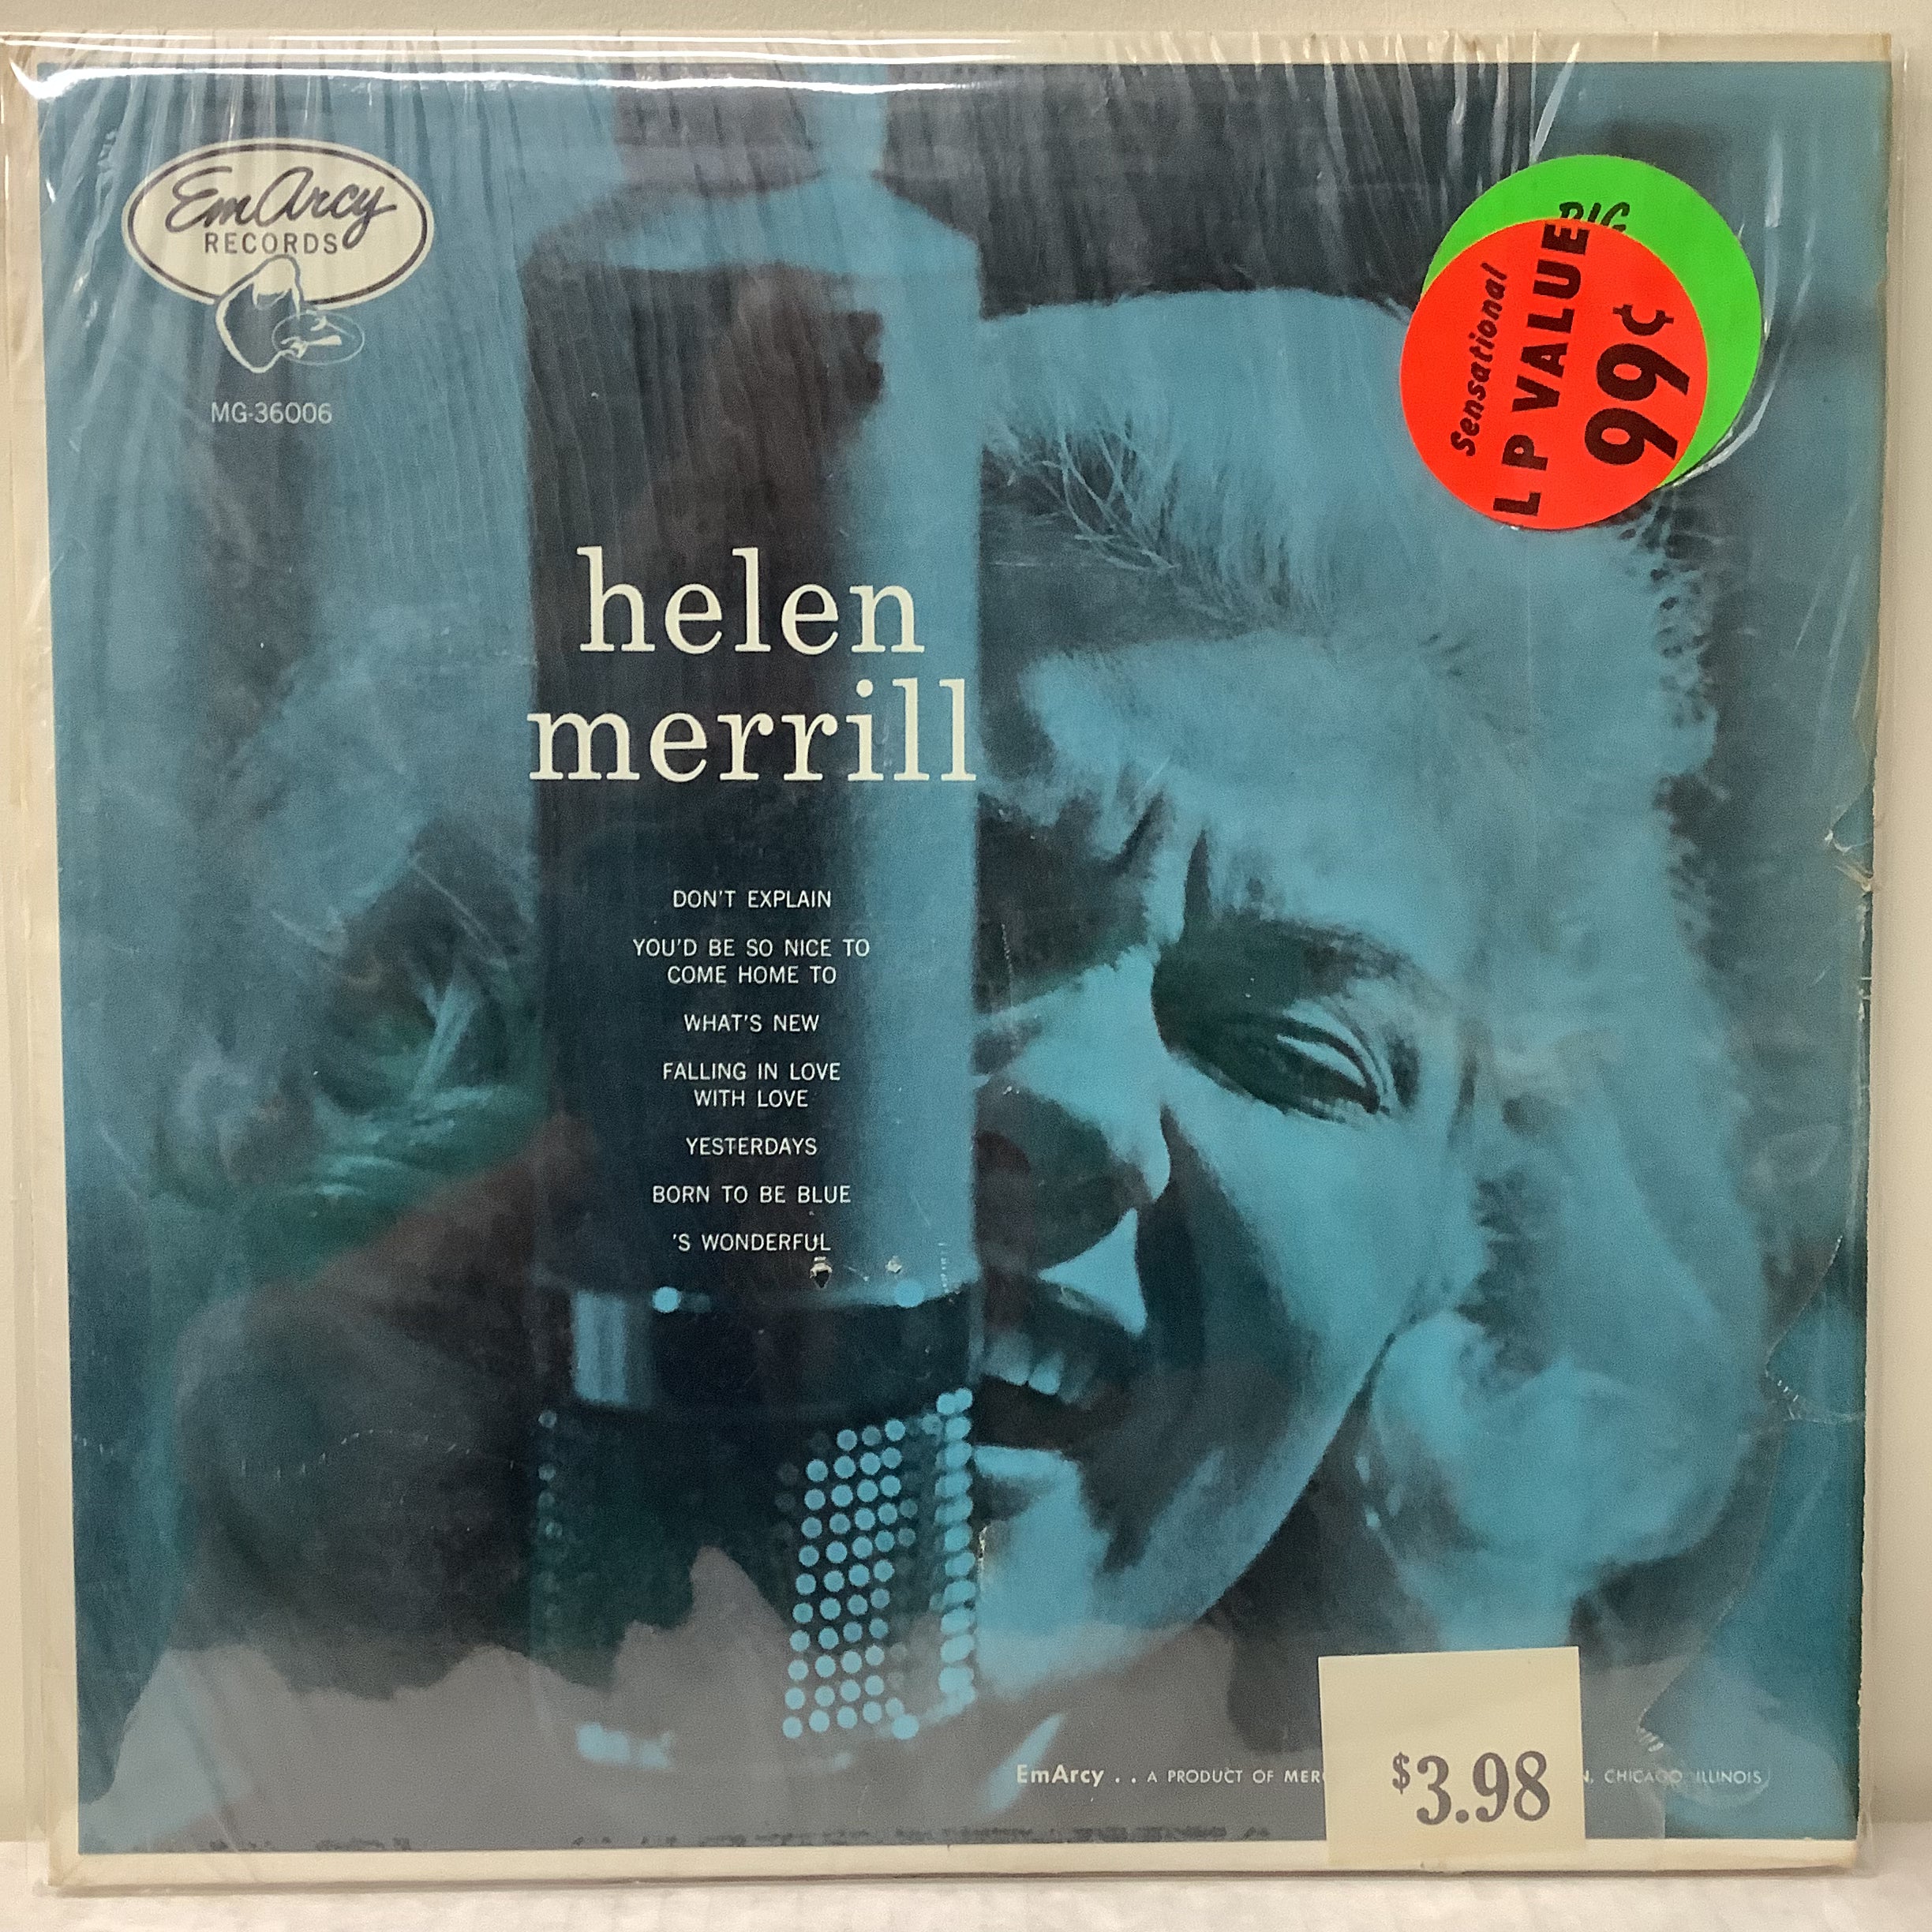 EmArcy
RECORDS
MG-36006
BIG
Sensational
LP VALUE
99¢
helen
merrill
DON'T EXPLAIN
YOU'D BE SO NICE TO
COME HOME TO
WHAT'S NEW
FALLING IN LOVE
WITH LOVE
YESTERDAYS
BORN TO BE BLUE
'S WONDERFUL
EmArcy . . A PRODUCT OF CHICAGO ILLINOIS
$3.98